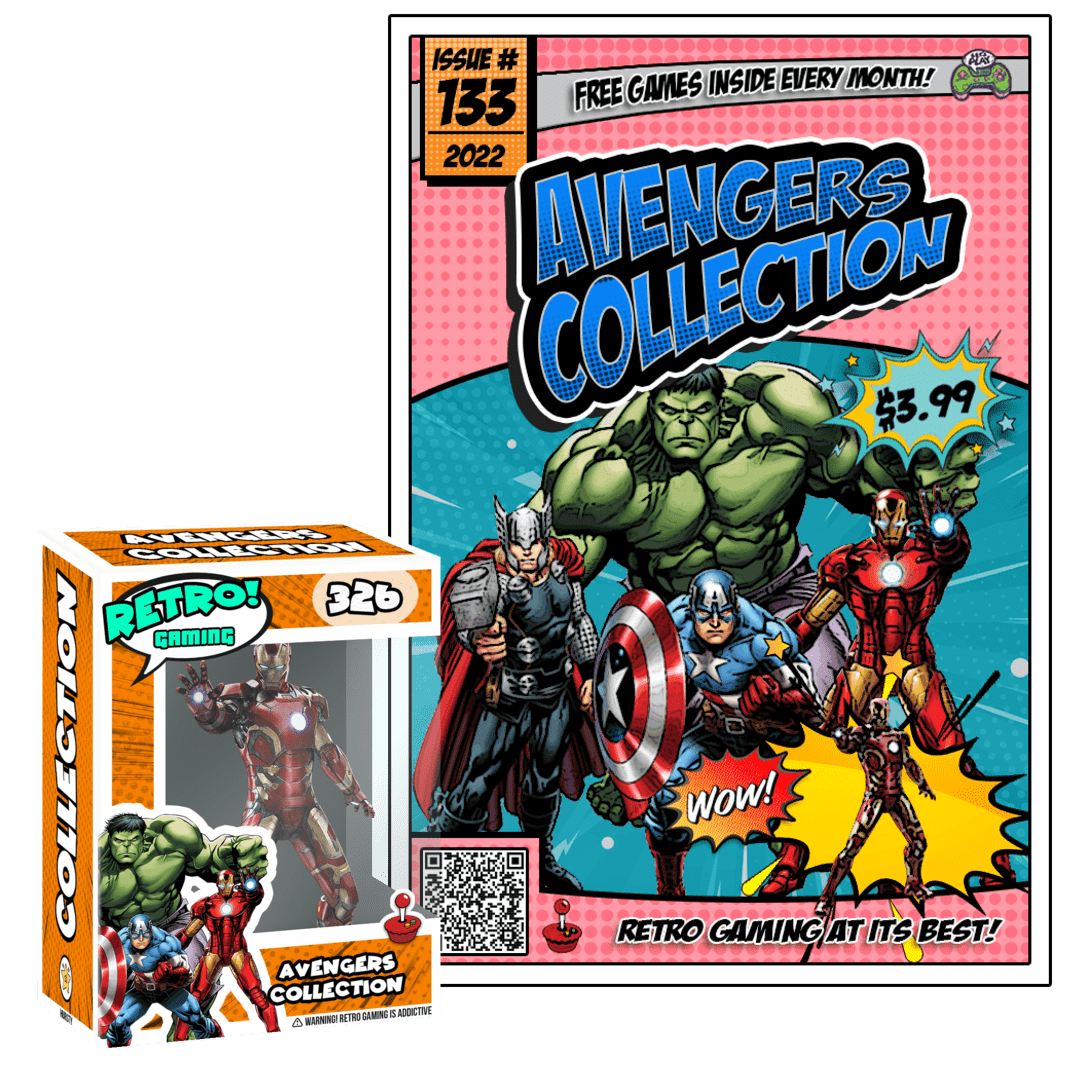 ISSUE #
133
2022
FREE GAMES INSIDE EVERY MONTH!
AVENGERS
COLLECTION
$3.99
WOW!
RETRO GAMING AT ITS BEST!
AVENGERS
COLLECTION
RETRO!
GAMING
326
COLLECTION
AVENGERS
COLLECTION
⚠ WARNING! RETRO GAMING IS ADDICTIVE